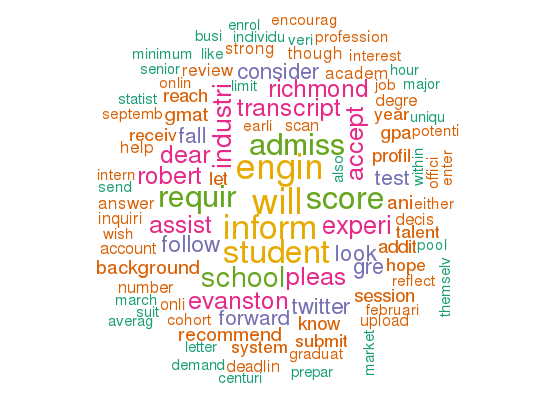 encourag
enrol
busi individu veri profession
minimum like strong though interest
senior review consider academ hour
onlin limit richmond job major
statist reach industri transcript degre
septemb gmat earli scan accept year uniqu
receiv fall admiss gpa potenti
help dear engin also profil within offici enter
intern robert let test
send requir will score ani either
answer decis
inquiri assist inform experi talent
wish follow student look addit pool
account gre hope
background school pleas reflect themselv
number evanston twitter session
march onli februari
suit forward know upload
averag cohort recommend submit
letter system graduat market
demand deadlin prepar
centuri